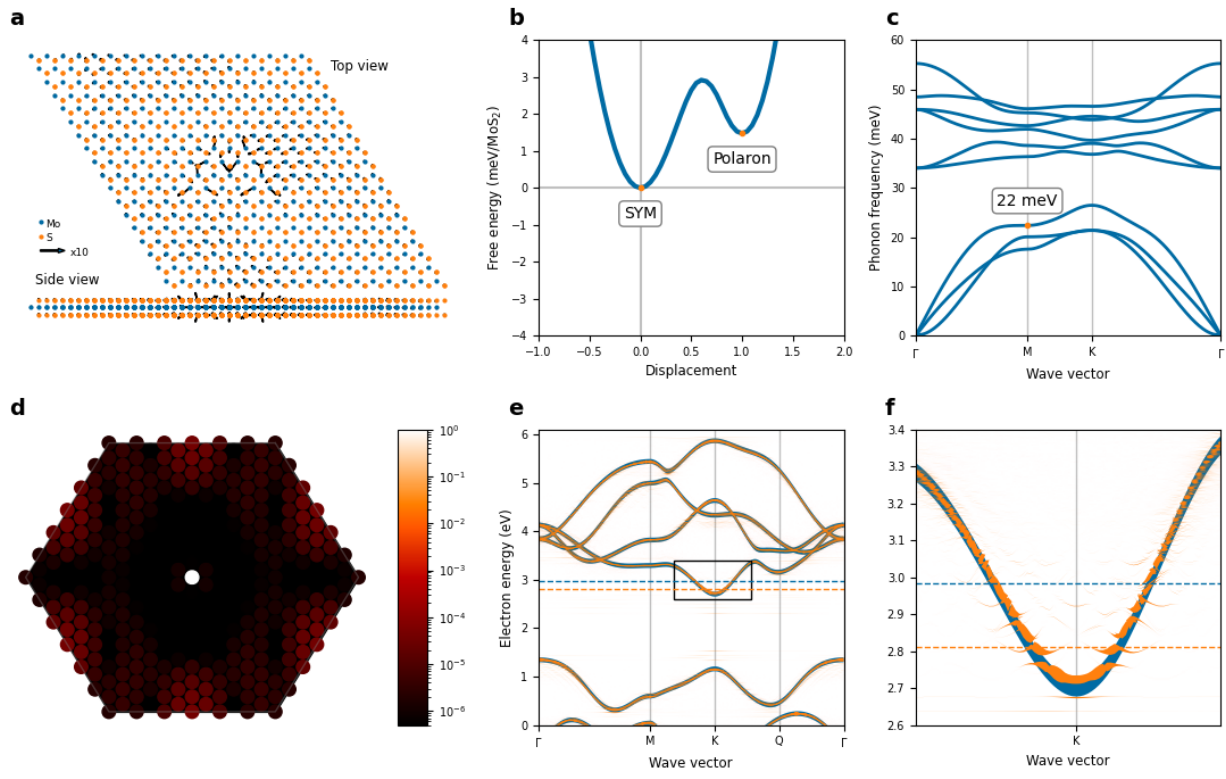 a
Top view
Mo
S
x10
Side view
b
4
3
2
1
0
−1
−2
−3
−4
Free energy (meV/MoS₂)
SYM
Polaron
−1.0 −0.5 0.0 0.5 1.0 1.5 2.0
Displacement
c
60
50
40
30
20
10
0
Phonon frequency (meV)
22 meV
Γ M K Γ
Wave vector
d
10⁰
10⁻¹
10⁻²
10⁻³
10⁻⁴
10⁻⁵
10⁻⁶
e
6
5
4
3
2
1
0
Electron energy (eV)
Γ M K Q Γ
Wave vector
f
3.4
3.3
3.2
3.1
3.0
2.9
2.8
2.7
2.6
K
Wave vector